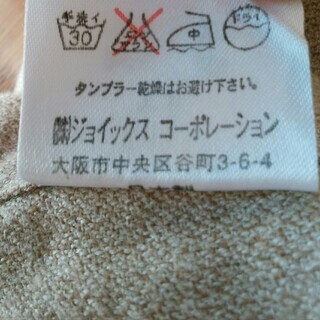 手洗イ
30
中
ドライ
タンブラー乾燥はお避け下さい。
㈱ジョイックス コーポレーション
大阪市中央区谷町3-6-4